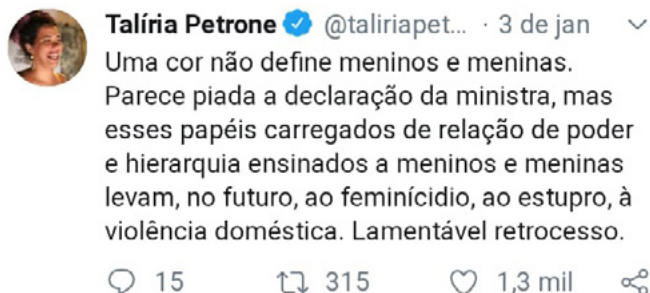 Talíria Petrone @taliriapet... · 3 de jan
Uma cor não define meninos e meninas.
Parece piada a declaração da ministra, mas
esses papéis carregados de relação de poder
e hierarquia ensinados a meninos e meninas
levam, no futuro, ao feminícidio, ao estupro, à
violência doméstica. Lamentável retrocesso.
15 315 1,3 mil